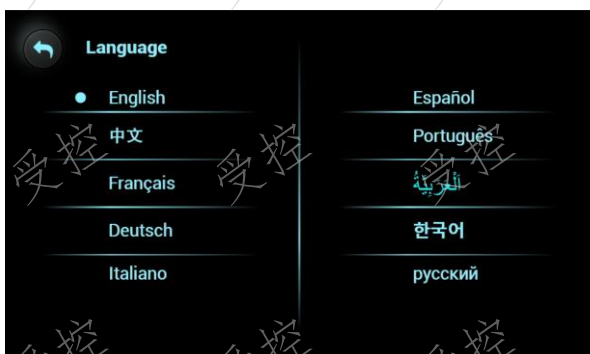 Language
English
中文
Français
Deutsch
Italiano
Español
Português
اَلْعَرَبِيَّةُ
한국어
русский
受控
受控
受控
受控
受控
受控